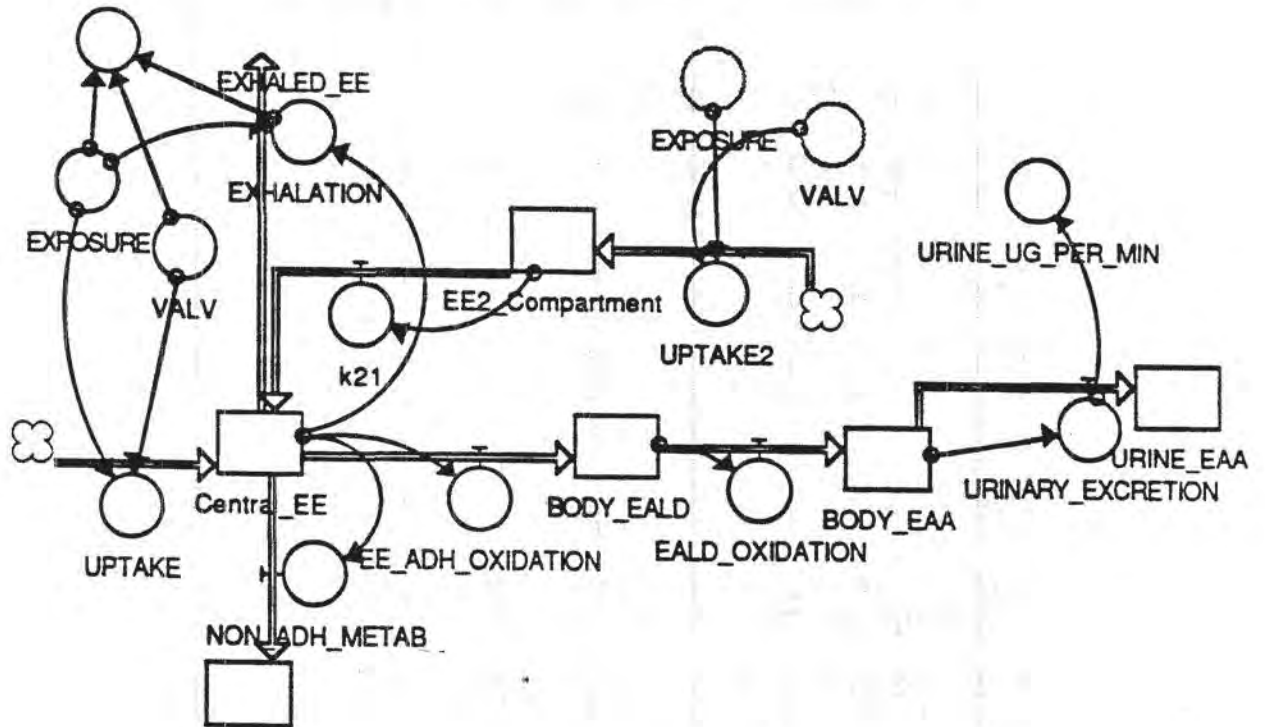 EXHALED_EE
EXPOSURE
EXHALATION
VALV
EXPOSURE
URINE_UG_PER_MIN
VALV
EE2_Compartment
UPTAKE2
k21
Central_EE
BODY_EALD
BODY_EAA
URINE_EAA
URINARY_EXCRETION
UPTAKE
EE_ADH_OXIDATION
EALD_OXIDATION
NON_ADH_METAB